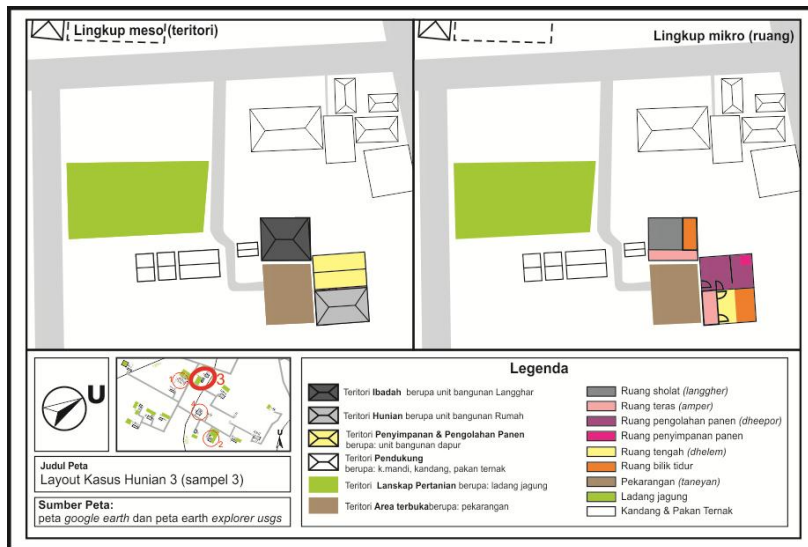 Lingkup meso (teritori)
Lingkup mikro (ruang)
U
3
2
Judul Peta
Layout Kasus Hunian 3 (sampel 3)
Sumber Peta:
peta google earth dan peta earth explorer usgs
Legenda
Teritori Ibadah berupa unit bangunan Langghar
Teritori Hunian berupa unit bangunan Rumah
Teritori Penyimpanan & Pengolahan Panen
berupa: unit bangunan dapur
Teritori Pendukung
berupa: k.mandi, kandang, pakan ternak
Teritori Lanskap Pertanian berupa: ladang jagung
Teritori Area terbukaberupa: pekarangan
Ruang sholat (langgher)
Ruang teras (amper)
Ruang pengolahan panen (dheepor)
Ruang penyimpanan panen
Ruang tengah (dhelem)
Ruang bilik tidur
Pekarangan (taneyan)
Ladang jagung
Kandang & Pakan Ternak